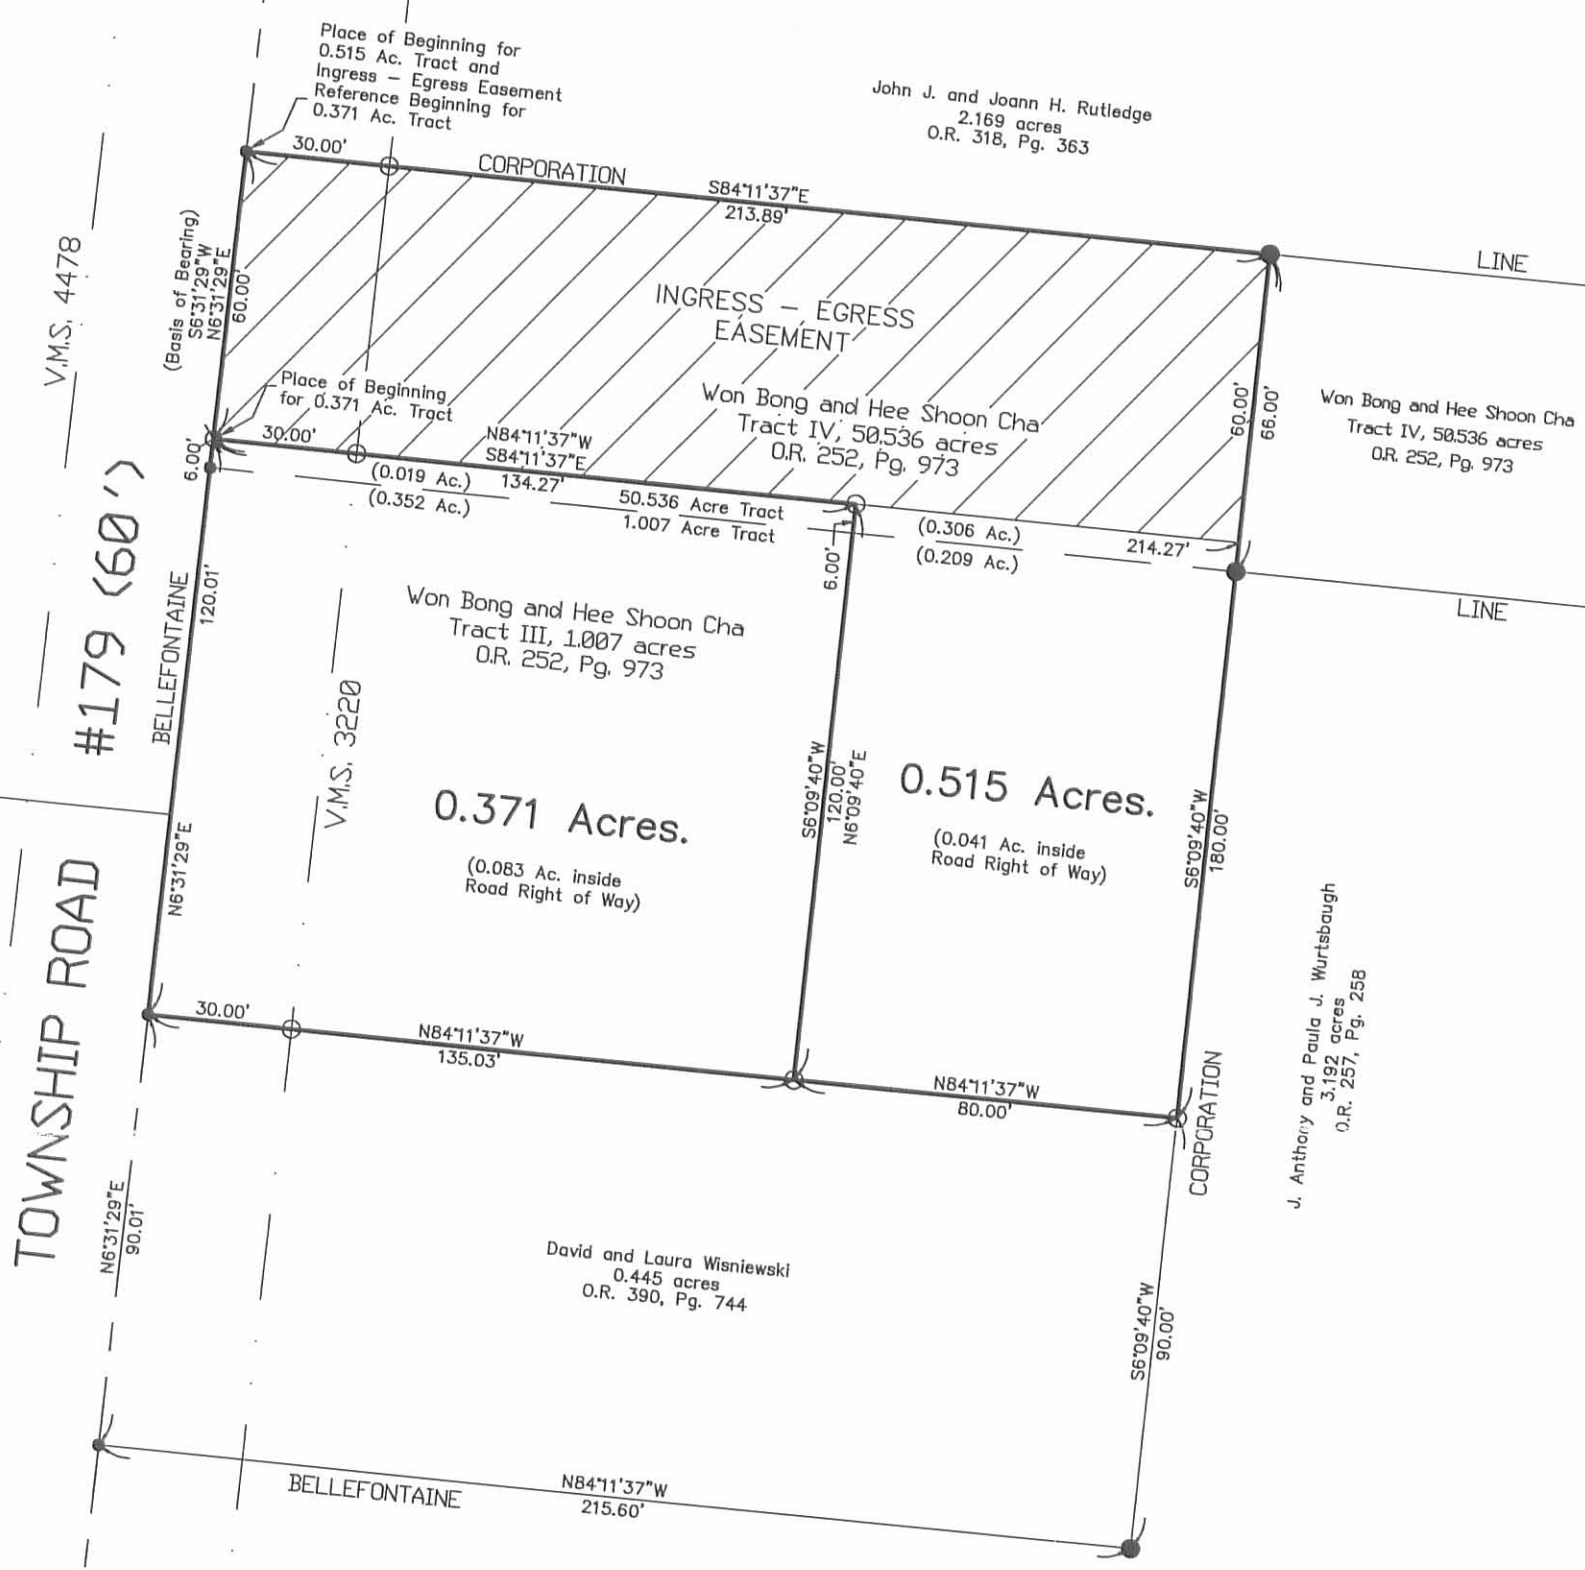 Place of Beginning for
0.515 Ac. Tract and
Ingress – Egress Easement
Reference Beginning for
0.371 Ac. Tract
John J. and Joann H. Rutledge
2.169 acres
O.R. 318, Pg. 363
30.00'
CORPORATION
S84°11'37"E
213.89'
LINE
V.M.S. 4478
(Basis of Bearing)
S6°31'29"W
N6°31'29"E
60.00'
INGRESS – EGRESS
EASEMENT
Won Bong and Hee Shoon Cha
Tract IV, 50.536 acres
O.R. 252, Pg. 973
60.00'
66.00'
Won Bong and Hee Shoon Cha
Tract IV, 50.536 acres
O.R. 252, Pg. 973
Place of Beginning
for 0.371 Ac. Tract
6.00'
30.00'
N84°11'37"W
S84°11'37"E
134.27'
(0.019 Ac.)
(0.352 Ac.)
50.536 Acre Tract
1.007 Acre Tract
6.00'
(0.306 Ac.)
(0.209 Ac.)
214.27'
LINE
#179 (60')
BELLEFONTAINE
120.01'
Won Bong and Hee Shoon Cha
Tract III, 1.007 acres
O.R. 252, Pg. 973
V.M.S. 3220
0.371 Acres.
(0.083 Ac. inside
Road Right of Way)
S6°09'40"W
120.00'
N6°09'40"E
0.515 Acres.
(0.041 Ac. inside
Road Right of Way)
S6°09'40"W
180.00'
N6°31'29"E
TOWNSHIP ROAD
30.00'
N84°11'37"W
135.03'
N84°11'37"W
80.00'
CORPORATION
J. Anthony and Paula J. Wurtsbaugh
3.192 acres
O.R. 257, Pg. 258
N6°31'29"E
90.01'
David and Laura Wisniewski
0.445 acres
O.R. 390, Pg. 744
S6°09'40"W
90.00'
BELLEFONTAINE
N84°11'37"W
215.60'